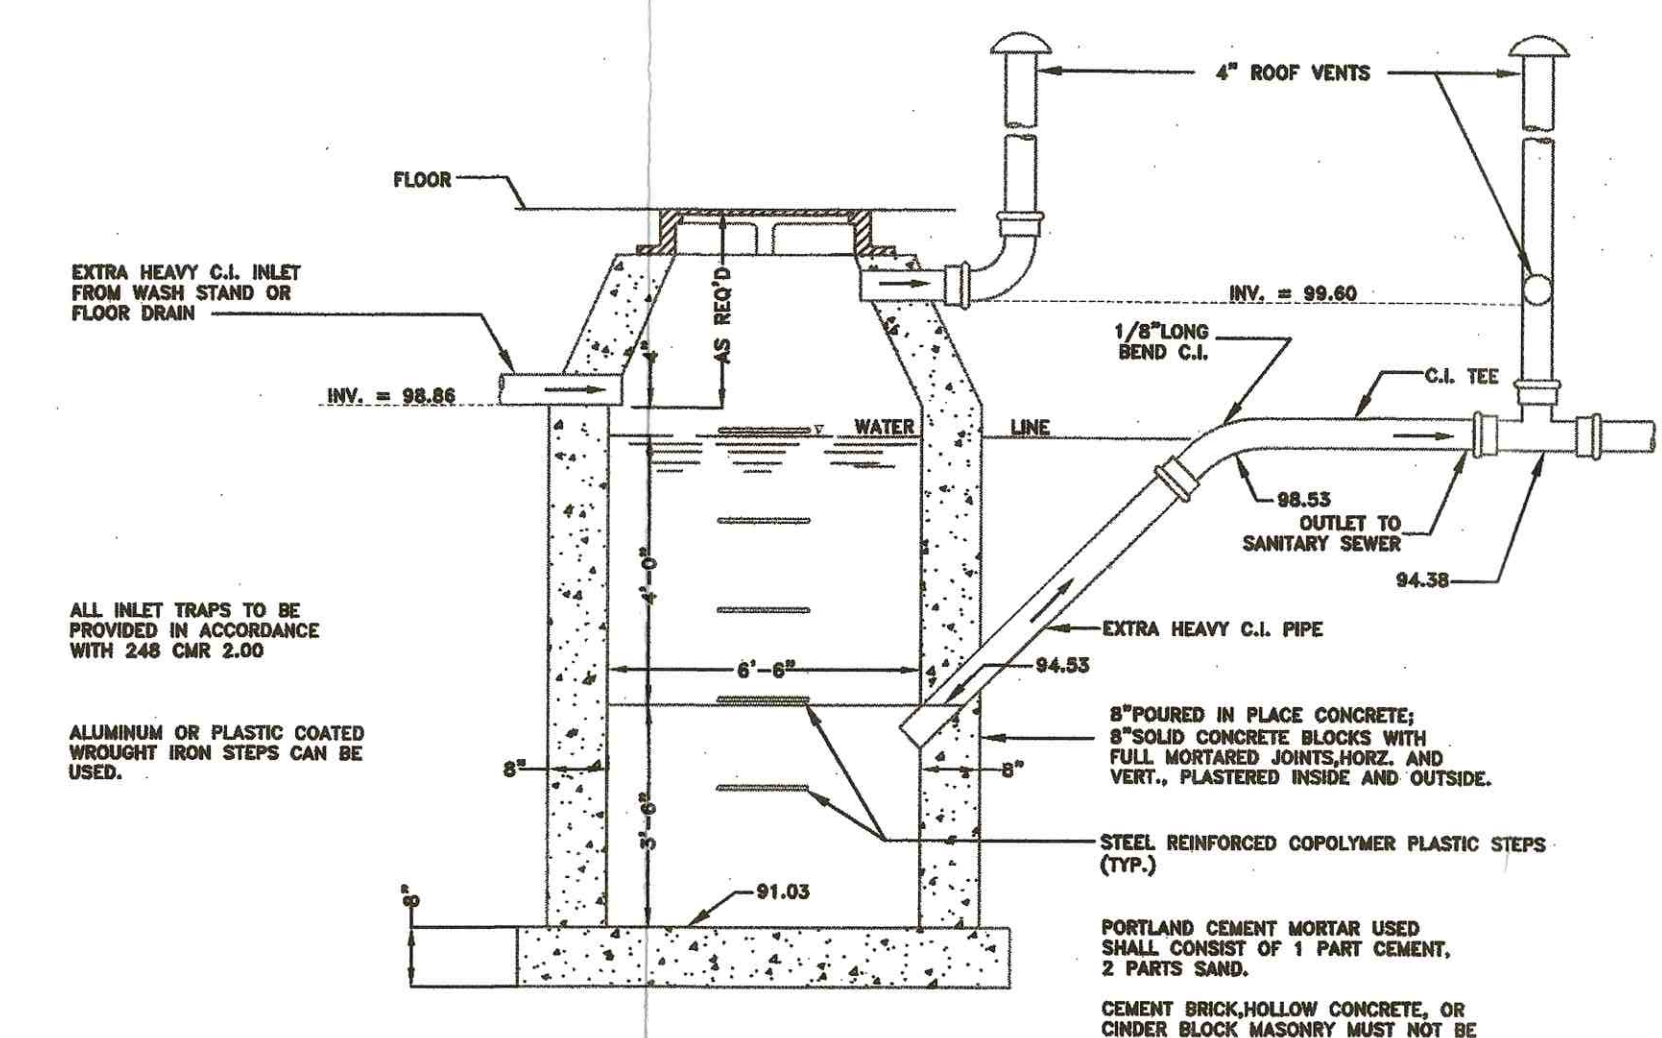 4" ROOF VENTS
FLOOR
EXTRA HEAVY C.I. INLET
FROM WASH STAND OR
FLOOR DRAIN
AS REQ'D
INV. = 99.60
1/8"LONG
BEND C.I.
C.I. TEE
INV. = 98.86
4"
WATER LINE
98.53
OUTLET TO
SANITARY SEWER
94.38
4'-0"
ALL INLET TRAPS TO BE
PROVIDED IN ACCORDANCE
WITH 248 CMR 2.00
EXTRA HEAVY C.I. PIPE
6'-6"
94.53
ALUMINUM OR PLASTIC COATED
WROUGHT IRON STEPS CAN BE
USED.
8"
8"
8"POURED IN PLACE CONCRETE;
8"SOLID CONCRETE BLOCKS WITH
FULL MORTARED JOINTS,HORZ. AND
VERT., PLASTERED INSIDE AND OUTSIDE.
3'-6"
STEEL REINFORCED COPOLYMER PLASTIC STEPS
(TYP.)
8"
91.03
PORTLAND CEMENT MORTAR USED
SHALL CONSIST OF 1 PART CEMENT,
2 PARTS SAND.
CEMENT BRICK,HOLLOW CONCRETE, OR
CINDER BLOCK MASONRY MUST NOT BE